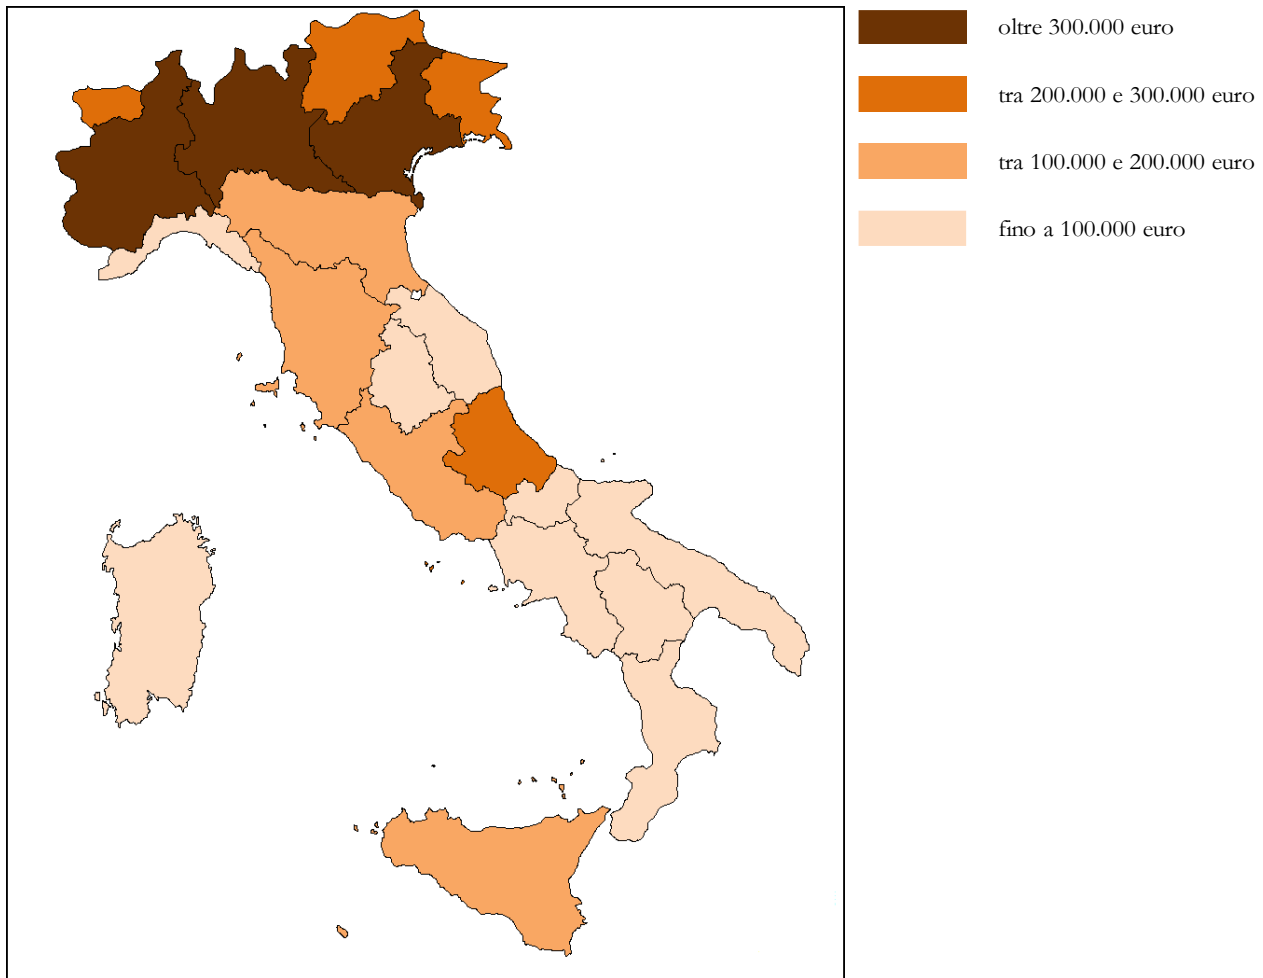 oltre 300.000 euro
tra 200.000 e 300.000 euro
tra 100.000 e 200.000 euro
fino a 100.000 euro